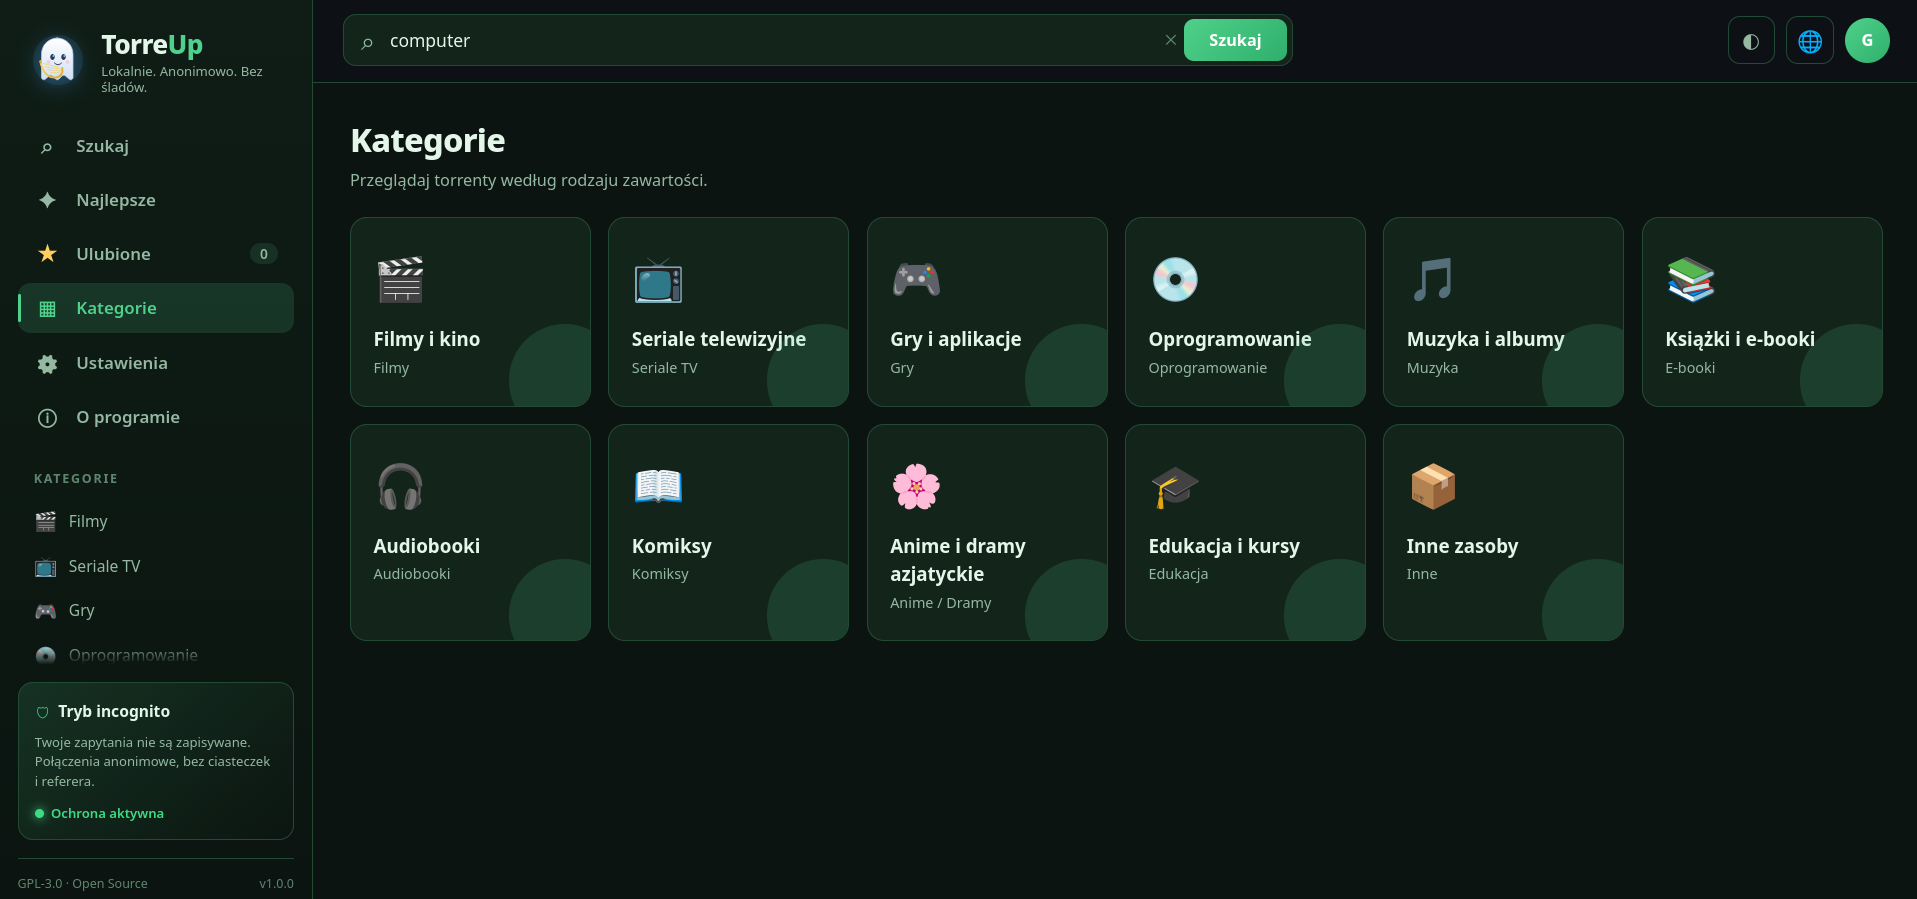 TorreUp
Lokalnie. Anonimowo. Bez
śladów.
Szukaj
Najlepsze
Ulubione 0
Kategorie
Ustawienia
O programie
KATEGORIE
Filmy
Seriale TV
Gry
Oprogramowanie
Tryb incognito
Twoje zapytania nie są zapisywane.
Połączenia anonimowe, bez ciasteczek
i referera.
Ochrona aktywna
GPL-3.0 · Open Source v1.0.0
computer
Szukaj
G
Kategorie
Przeglądaj torrenty według rodzaju zawartości.
Filmy i kino
Filmy
Seriale telewizyjne
Seriale TV
Gry i aplikacje
Gry
Oprogramowanie
Oprogramowanie
Muzyka i albumy
Muzyka
Książki i e-booki
E-booki
Audiobooki
Audiobooki
Komiksy
Komiksy
Anime i dramy
azjatyckie
Anime / Dramy
Edukacja i kursy
Edukacja
Inne zasoby
Inne